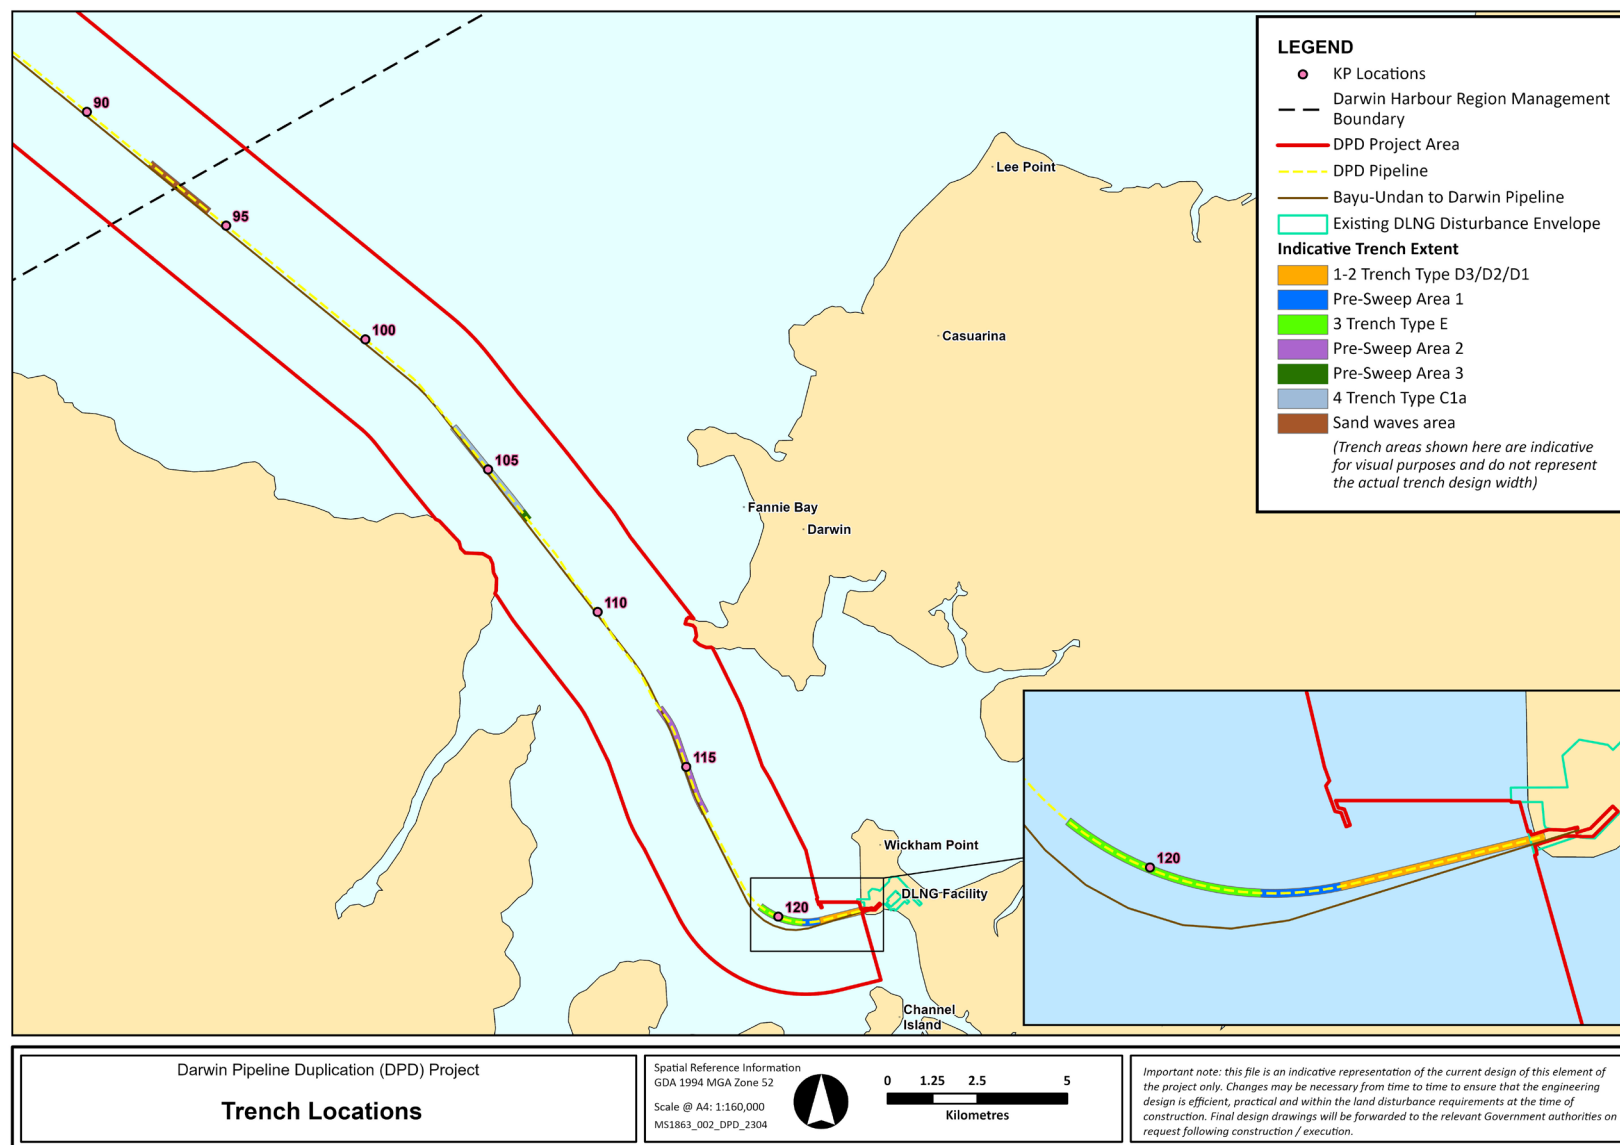 90
95
100
105
110
115
120
Lee Point
Casuarina
Fannie Bay
Darwin
Wickham Point
DLNG Facility
Channel
Island
LEGEND
KP Locations
Darwin Harbour Region Management
Boundary
DPD Project Area
DPD Pipeline
Bayu-Undan to Darwin Pipeline
Existing DLNG Disturbance Envelope
Indicative Trench Extent
1-2 Trench Type D3/D2/D1
Pre-Sweep Area 1
3 Trench Type E
Pre-Sweep Area 2
Pre-Sweep Area 3
4 Trench Type C1a
Sand waves area
(Trench areas shown here are indicative
for visual purposes and do not represent
the actual trench design width)
120
Darwin Pipeline Duplication (DPD) Project
Trench Locations
Spatial Reference Information
GDA 1994 MGA Zone 52
Scale @ A4: 1:160,000
MS1863_002_DPD_2304
0 1.25 2.5 5
Kilometres
Important note: this file is an indicative representation of the current design of this element of
the project only. Changes may be necessary from time to time to ensure that the engineering
design is efficient, practical and within the land disturbance requirements at the time of
construction. Final design drawings will be forwarded to the relevant Government authorities on
request following construction / execution.